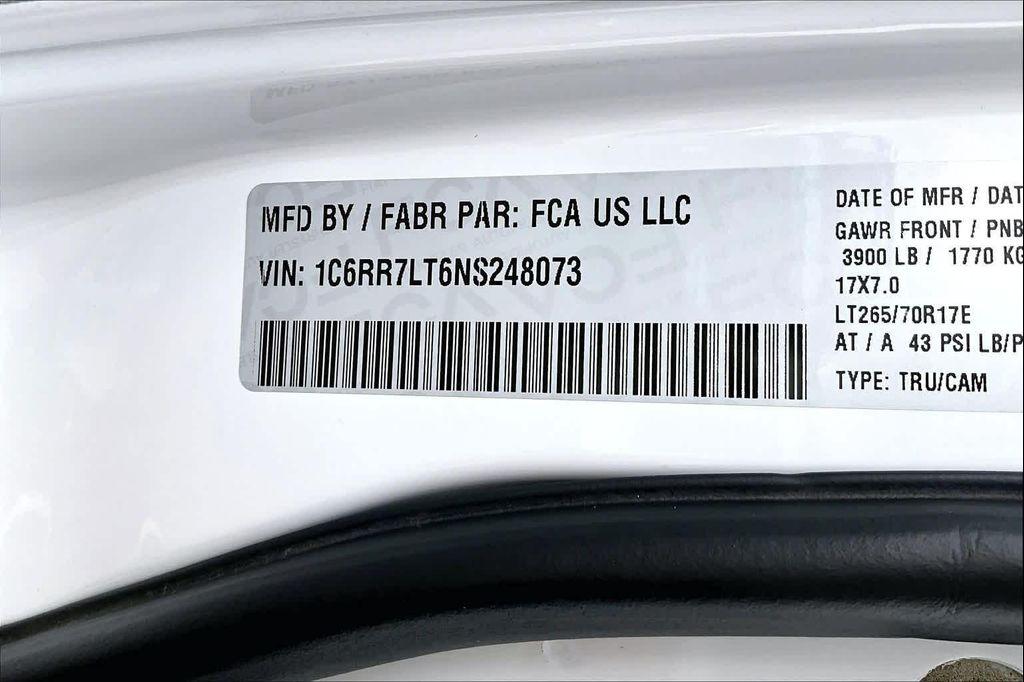 MFD BY / FABR PAR: FCA US LLC
VIN: 1C6RR7LT6NS248073
DATE OF MFR / DAT
GAWR FRONT / PNB
3900 LB / 1770 KG
17X7.0
LT265/70R17E
AT / A 43 PSI LB/P
TYPE: TRU/CAM